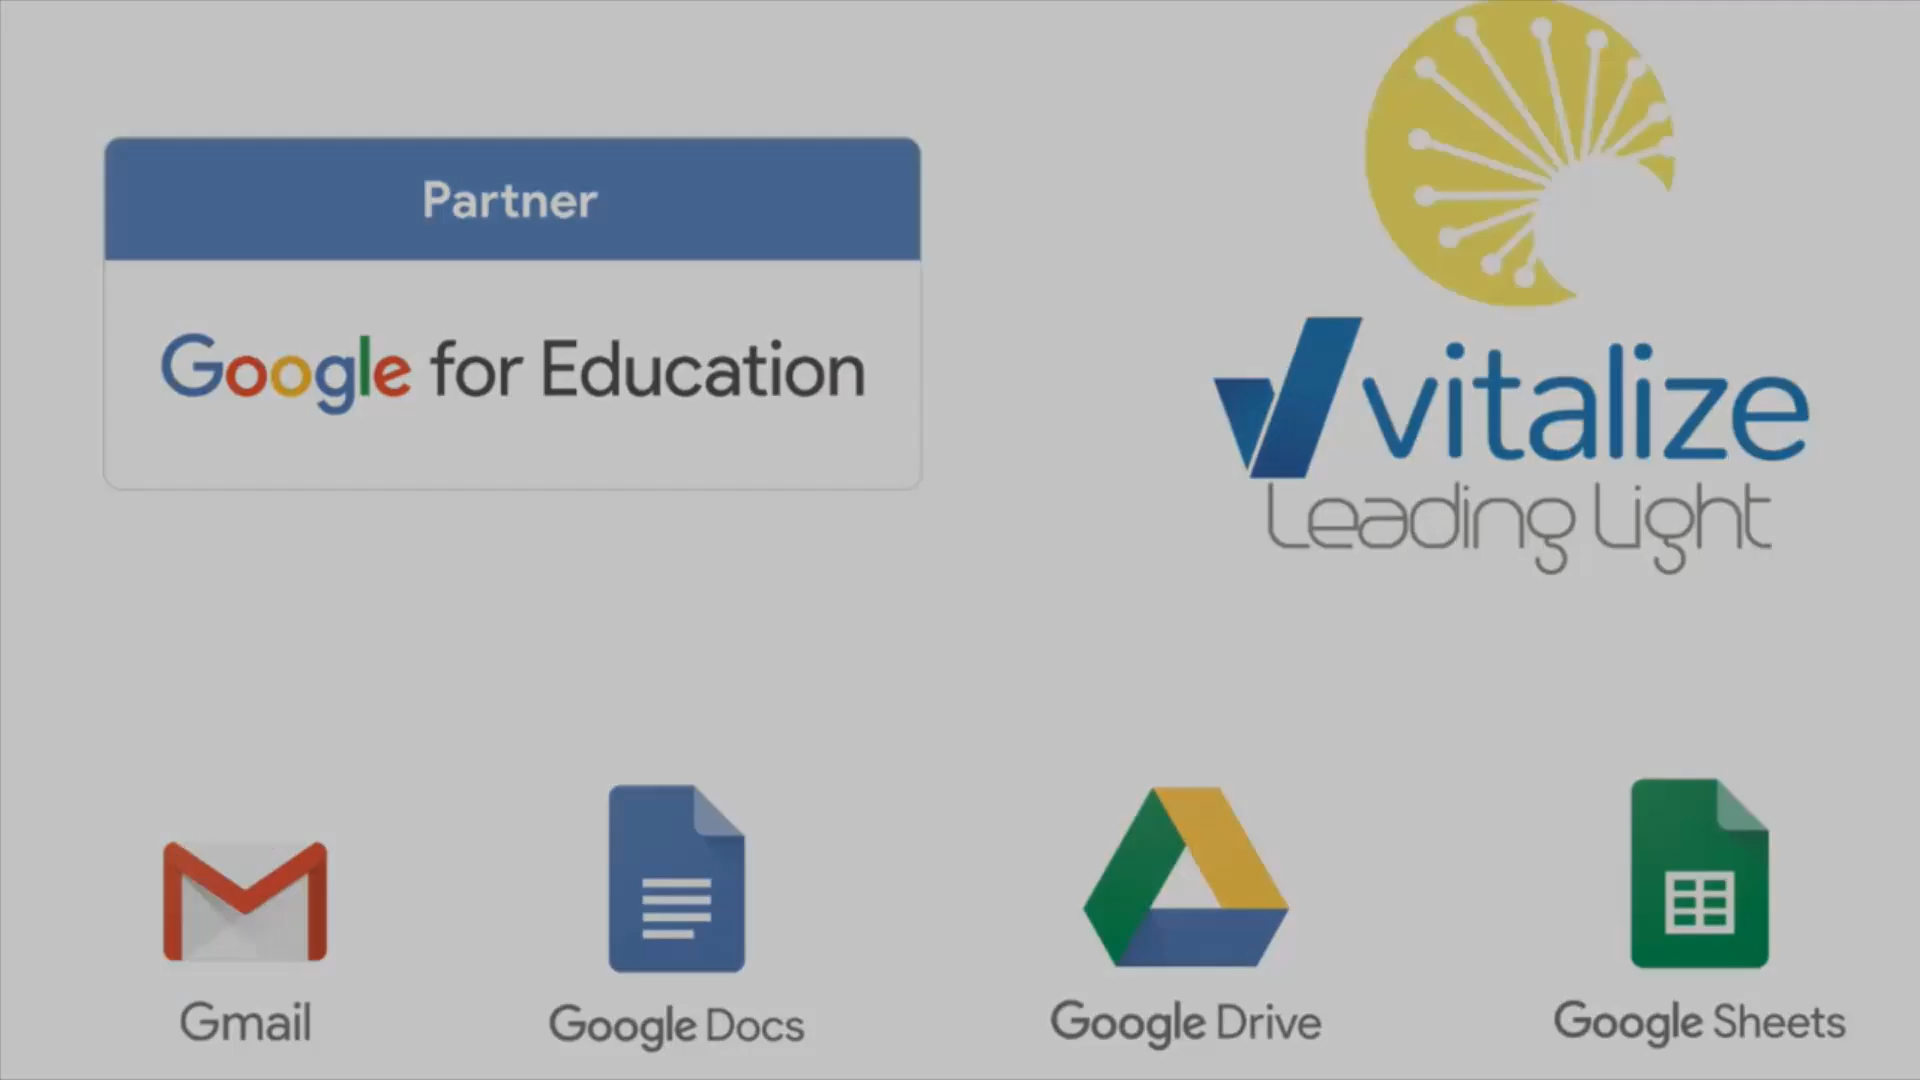 Partner
Google for Education
vitalize
Leading Light
Gmail
Google Docs
Google Drive
Google Sheets